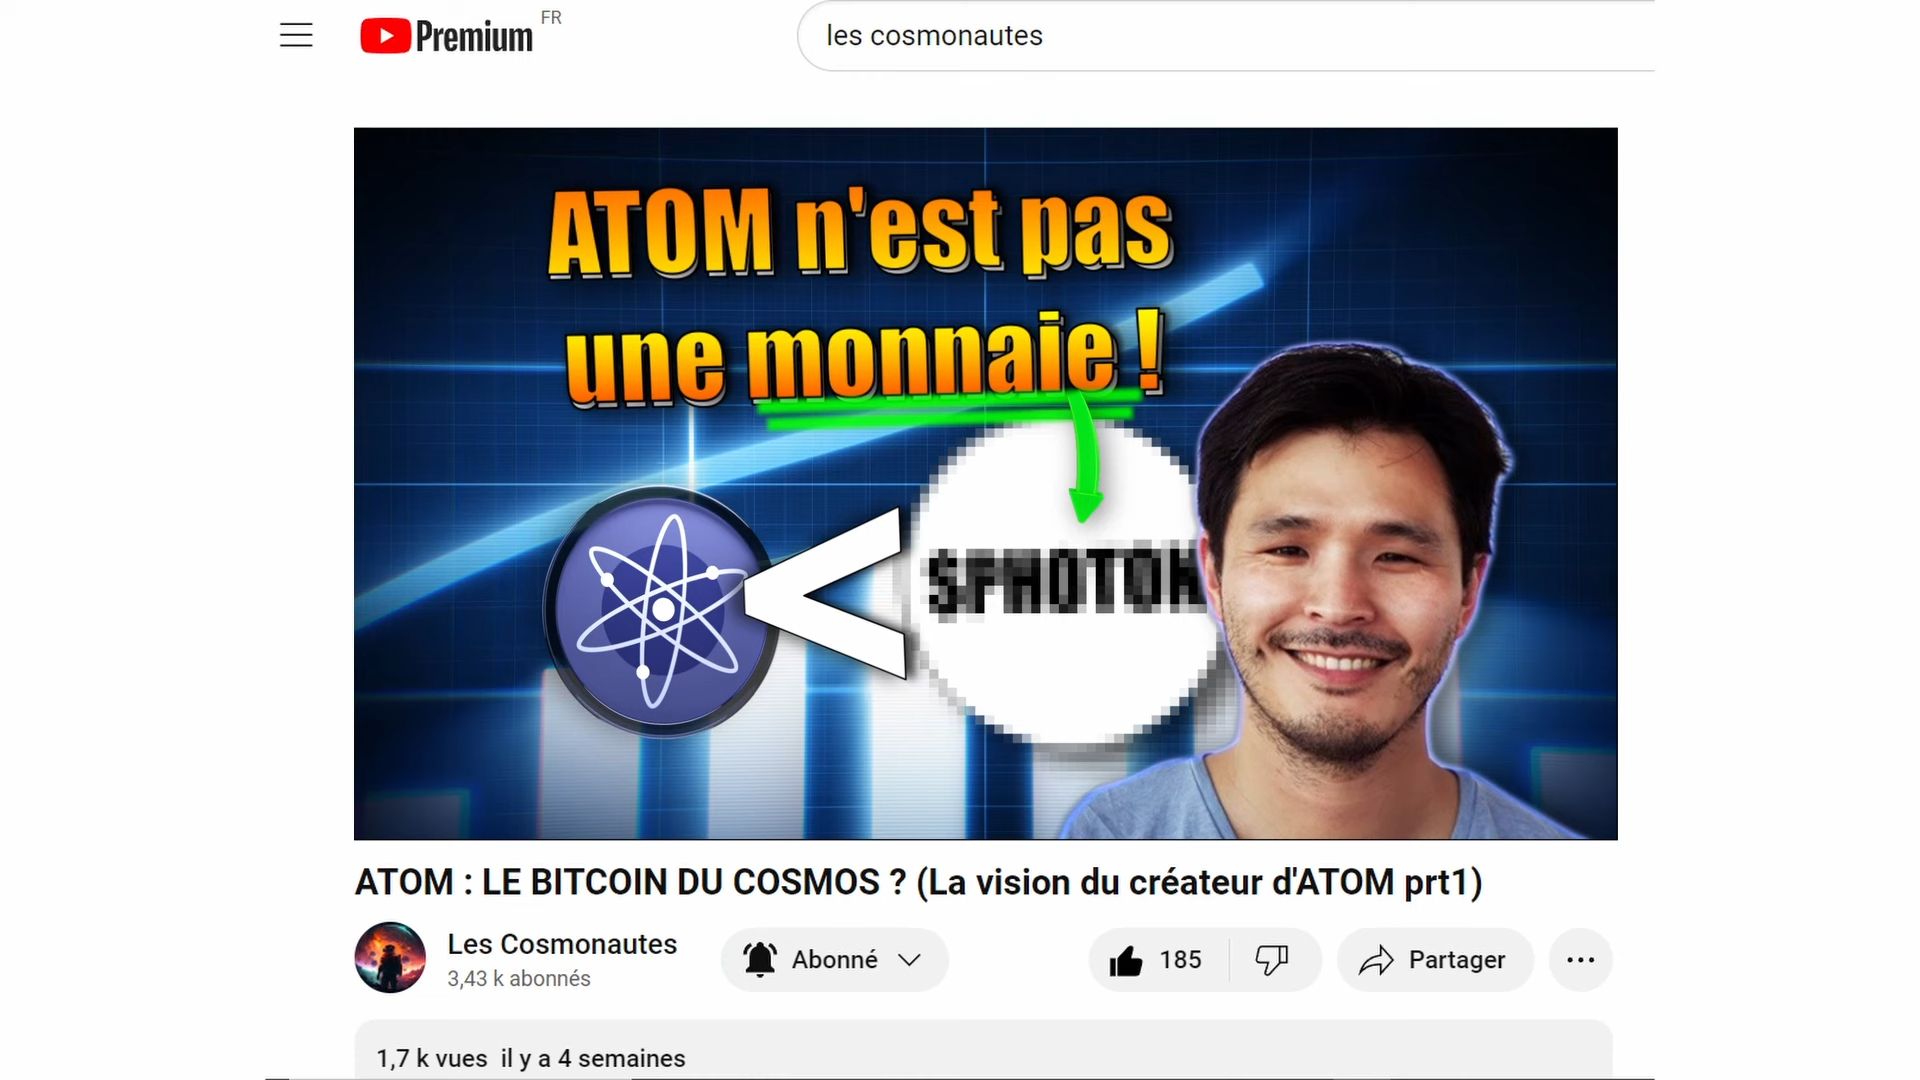 Premium FR
les cosmonautes
ATOM n'est pas
une monnaie !
<
$PHOTON
ATOM : LE BITCOIN DU COSMOS ? (La vision du créateur d'ATOM prt1)
Les Cosmonautes
3,43 k abonnés
Abonné
185
Partager
1,7 k vues il y a 4 semaines